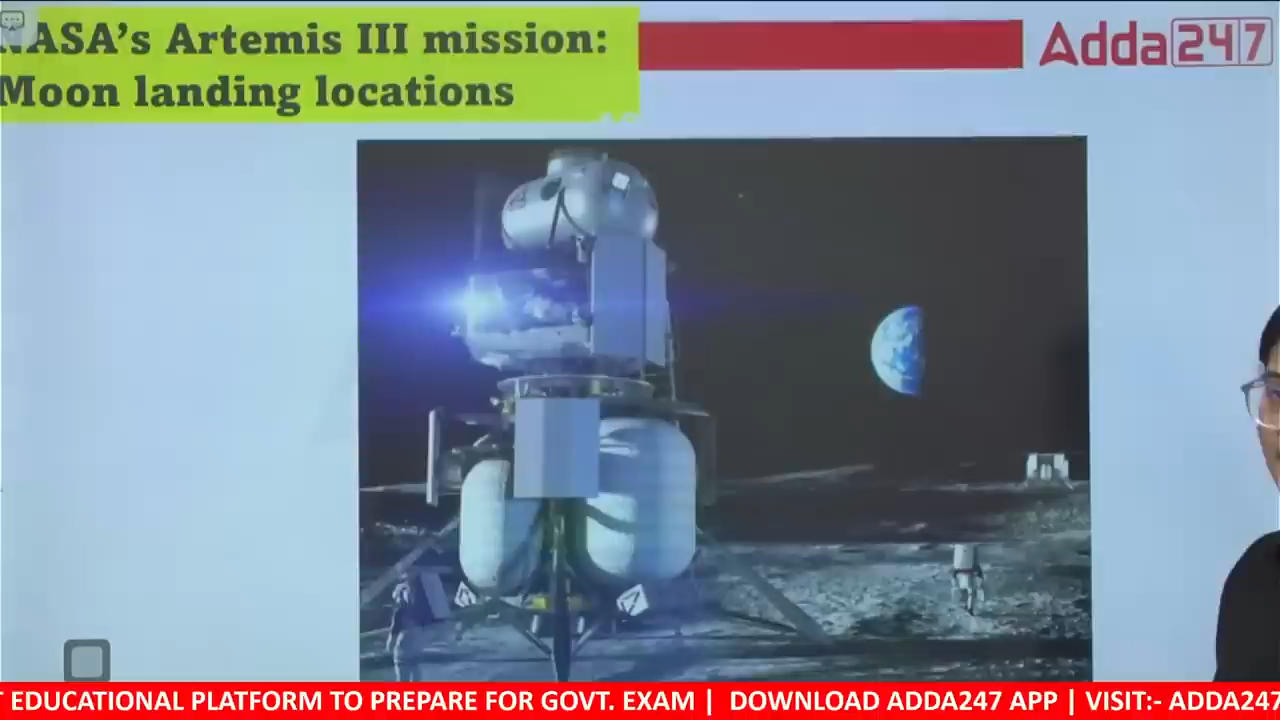 NASA's Artemis III mission:
Moon landing locations
Adda247
T EDUCATIONAL PLATFORM TO PREPARE FOR GOVT. EXAM | DOWNLOAD ADDA247 APP | VISIT:- ADDA247